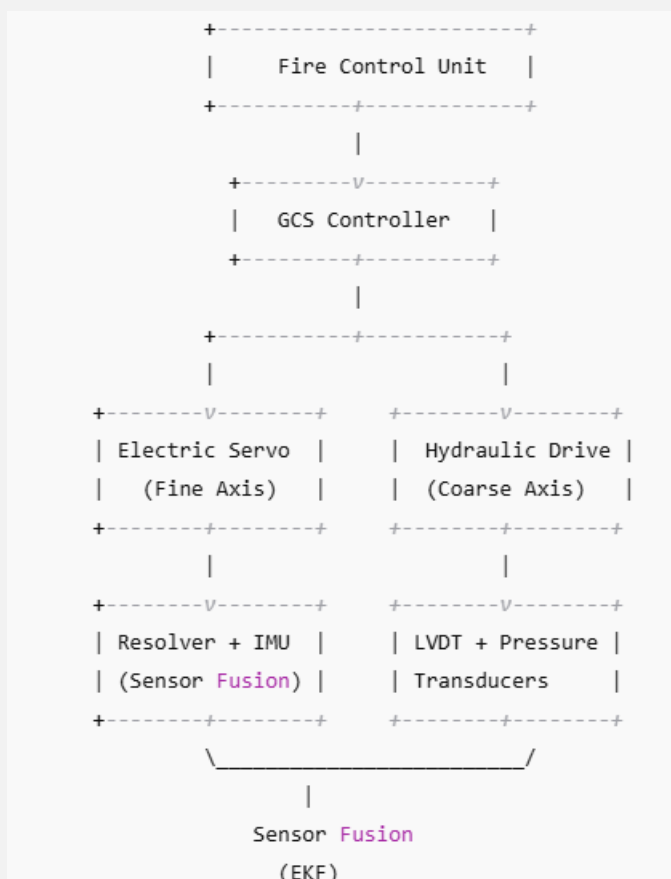 +-------------------------+
|     Fire Control Unit   |
+-----------+-------------+
|
+---------v----------+
|   GCS Controller   |
+---------+----------+
|
+-----------+-----------+
|                       |
+--------v--------+     +--------v--------+
| Electric Servo  |     |  Hydraulic Drive |
|   (Fine Axis)   |     |  (Coarse Axis)   |
+--------+--------+     +--------+--------+
|                       |
+--------v--------+     +--------v--------+
| Resolver + IMU  |     | LVDT + Pressure |
| (Sensor Fusion) |     | Transducers     |
+--------+--------+     +--------+--------+
\_________________________/
|
Sensor Fusion
(EKF)